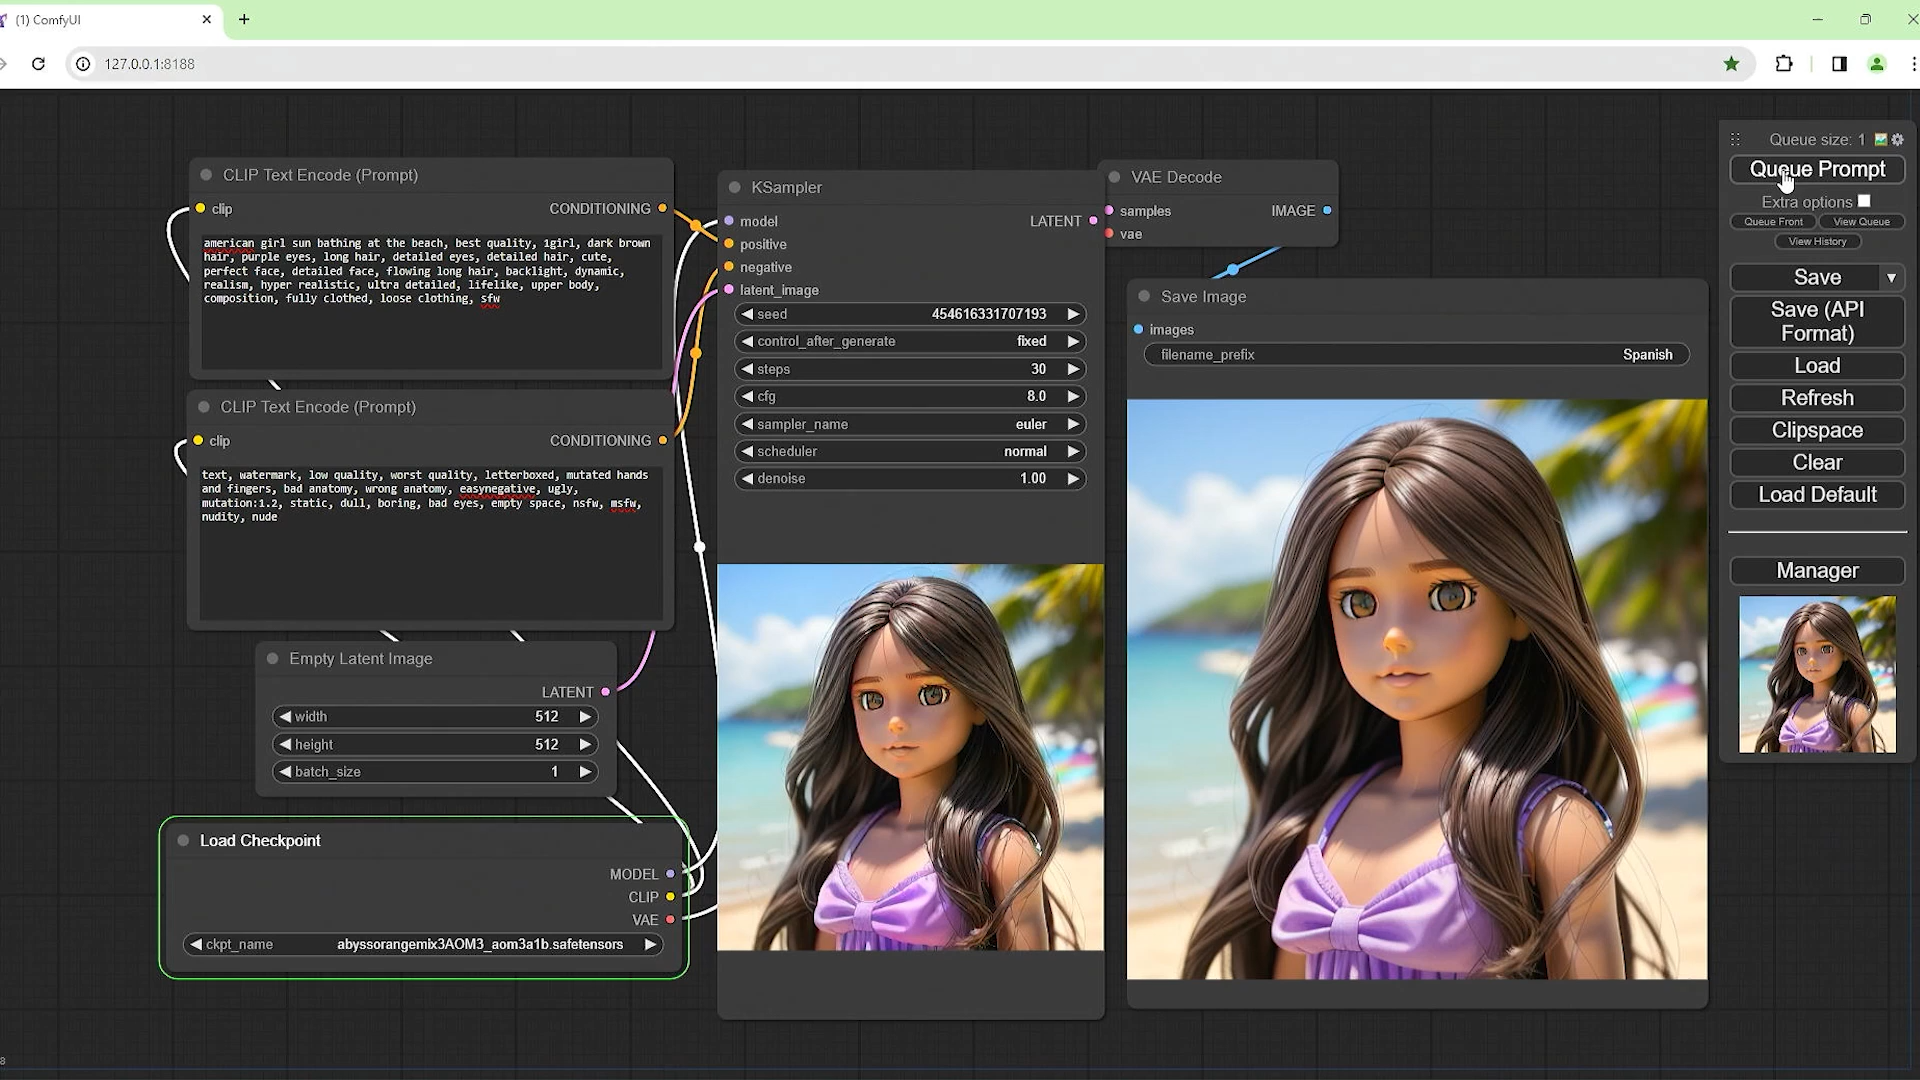 (1) ComfyUI
127.0.0.1:8188
CLIP Text Encode (Prompt)
clip
CONDITIONING
american girl sun bathing at the beach, best quality, 1girl, dark brown
hair, purple eyes, long hair, detailed eyes, detailed hair, cute,
perfect face, detailed face, flowing long hair, backlight, dynamic,
realism, hyper realistic, ultra detailed, lifelike, upper body,
composition, fully clothed, loose clothing, sfw
CLIP Text Encode (Prompt)
clip
CONDITIONING
text, watermark, low quality, worst quality, letterboxed, mutated hands
and fingers, bad anatomy, wrong anatomy, easynegative, ugly,
mutation:1.2, static, dull, boring, bad eyes, empty space, nsfw, msfw,
nudity, nude
Empty Latent Image
LATENT
width 512
height 512
batch_size 1
Load Checkpoint
MODEL
CLIP
VAE
ckpt_name abyssorangemix3AOM3_aom3a1b.safetensors
KSampler
model
LATENT
positive
negative
latent_image
seed 454616331707193
control_after_generate fixed
steps 30
cfg 8.0
sampler_name euler
scheduler normal
denoise 1.00
VAE Decode
samples
IMAGE
vae
Save Image
images
filename_prefix Spanish
Queue size: 1
Queue Prompt
Extra options
Queue Front
View Queue
View History
Save
Save (API
Format)
Load
Refresh
Clipspace
Clear
Load Default
Manager
8